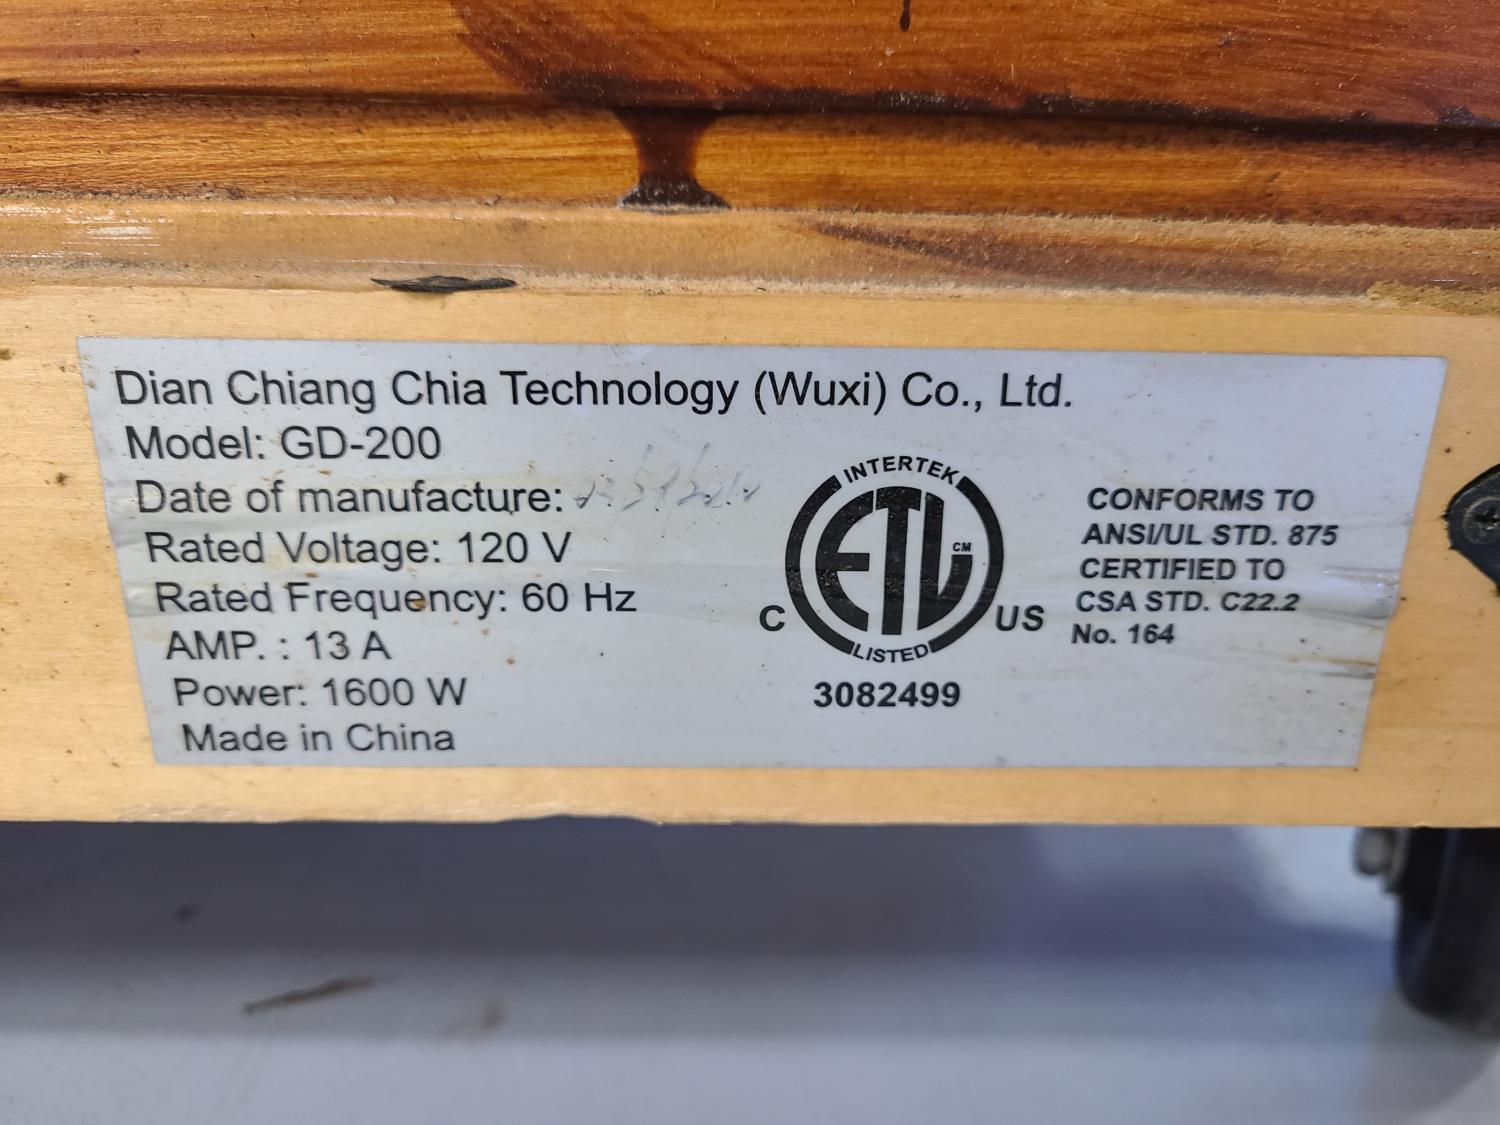 Dian Chiang Chia Technology (Wuxi) Co., Ltd.
Model: GD-200
Date of manufacture:
Rated Voltage: 120 V
Rated Frequency: 60 Hz
AMP. : 13 A
Power: 1600 W
Made in China
INTERTEK
ETL
CM
C
US
LISTED
3082499
CONFORMS TO
ANSI/UL STD. 875
CERTIFIED TO
CSA STD. C22.2
No. 164